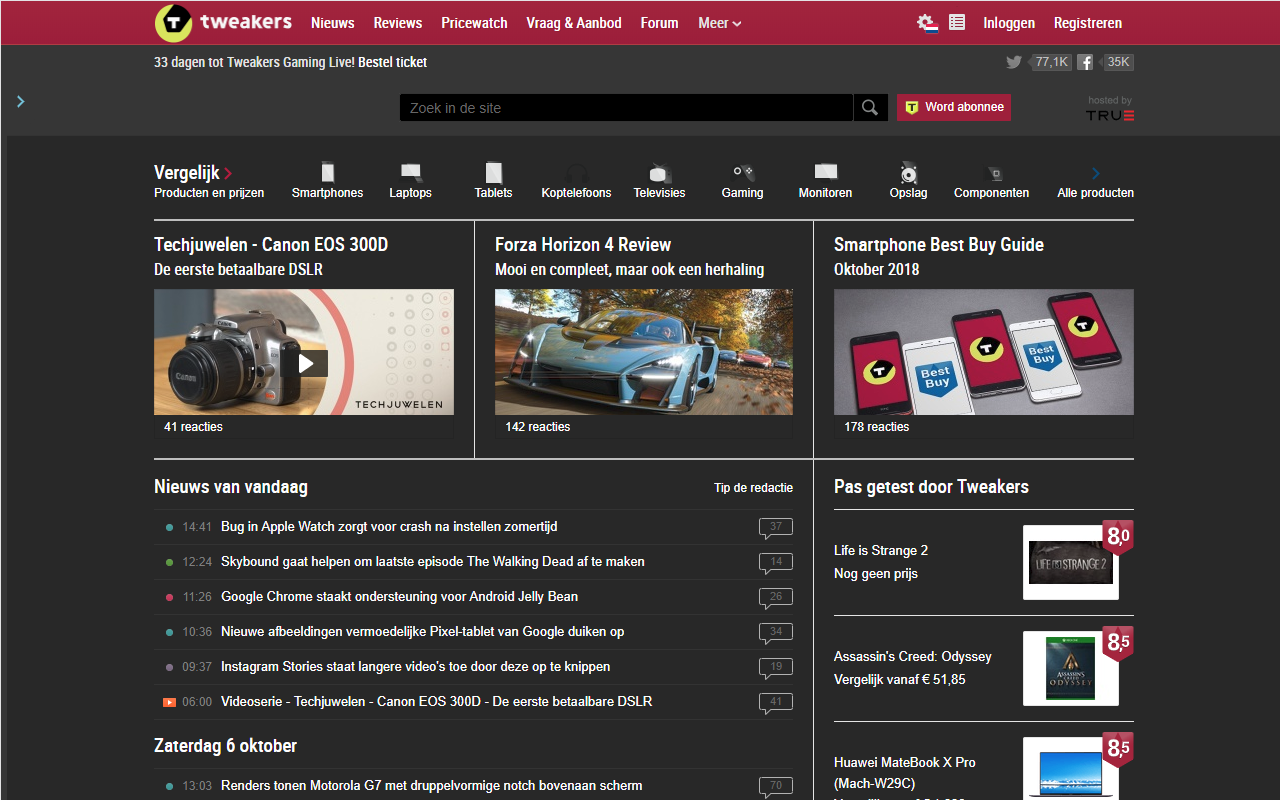 tweakers Nieuws Reviews Pricewatch Vraag & Aanbod Forum Meer Inloggen Registreren
33 dagen tot Tweakers Gaming Live! Bestel ticket
77,1K 35K
Zoek in de site
Word abonnee
hosted by
TRUE
Vergelijk
Producten en prijzen
Smartphones
Laptops
Tablets
Koptelefoons
Televisies
Gaming
Monitoren
Opslag
Componenten
Alle producten
Techjuwelen - Canon EOS 300D
De eerste betaalbare DSLR
Canon
TECHJUWELEN
41 reacties
Forza Horizon 4 Review
Mooi en compleet, maar ook een herhaling
142 reacties
Smartphone Best Buy Guide
Oktober 2018
Best
Buy
Best
Buy
178 reacties
Nieuws van vandaag
Tip de redactie
14:41 Bug in Apple Watch zorgt voor crash na instellen zomertijd 37
12:24 Skybound gaat helpen om laatste episode The Walking Dead af te maken 14
11:26 Google Chrome staakt ondersteuning voor Android Jelly Bean 26
10:36 Nieuwe afbeeldingen vermoedelijke Pixel-tablet van Google duiken op 34
09:37 Instagram Stories staat langere video's toe door deze op te knippen 19
06:00 Videoserie - Techjuwelen - Canon EOS 300D - De eerste betaalbare DSLR 41
Zaterdag 6 oktober
13:03 Renders tonen Motorola G7 met druppelvormige notch bovenaan scherm 70
Pas getest door Tweakers
Life is Strange 2
Nog geen prijs
LIFE IS STRANGE 2
8,0
Assassin's Creed: Odyssey
Vergelijk vanaf € 51,85
ASSASSIN'S
CREED
ODYSSEY
8,5
Huawei MateBook X Pro
(Mach-W29C)
8,5